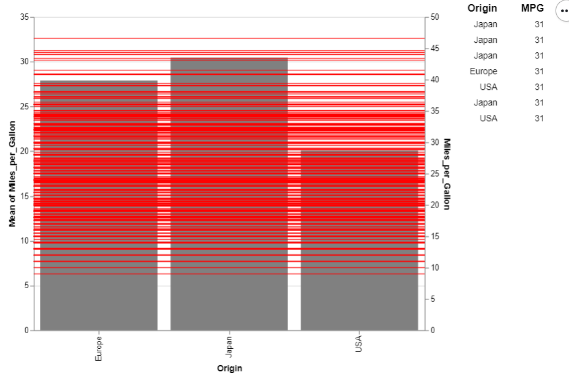 Origin MPG
Japan 31
Japan 31
Japan 31
Europe 31
USA 31
Japan 31
USA 31
35
30
25
20
15
10
5
0
Mean of Miles_per_Gallon
50
45
40
35
30
25
20
15
10
5
0
Miles_per_Gallon
Europe
Japan
USA
Origin